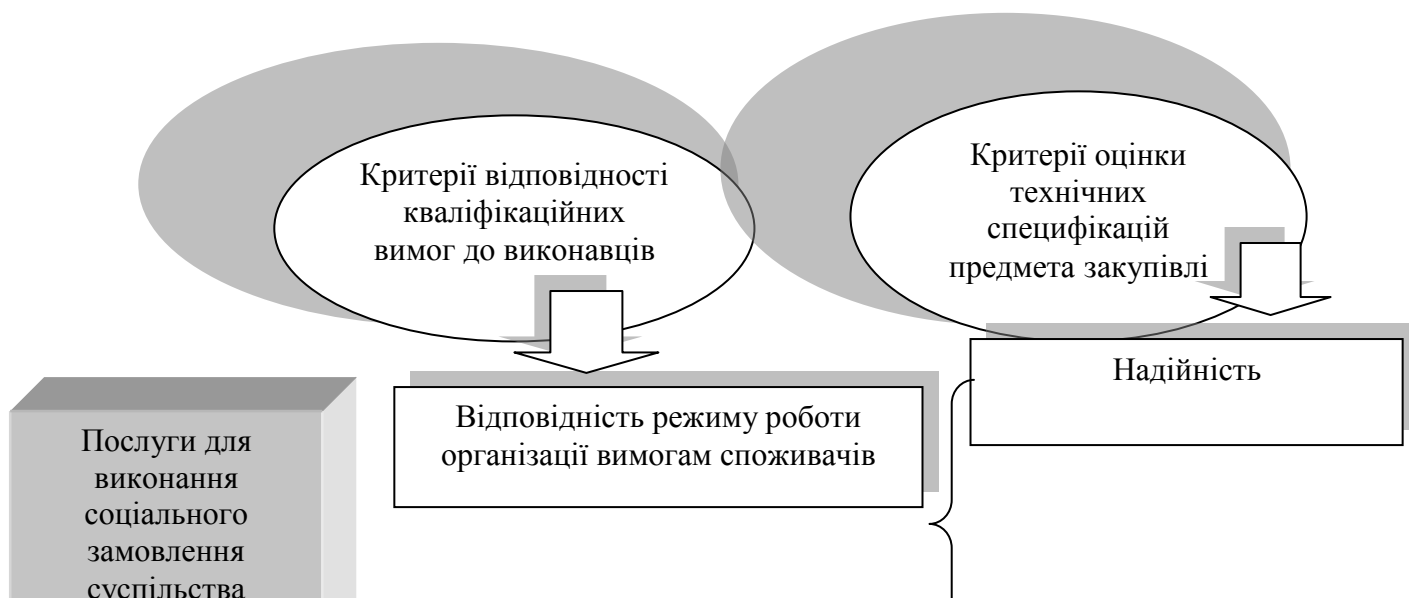 Критерії відповідності
кваліфікаційних
вимог до виконавців
Критерії оцінки
технічних
специфікацій
предмета закупівлі
Надійність
Відповідність режиму роботи
організації вимогам споживачів
Послуги для
виконання
соціального
замовлення
суспільства